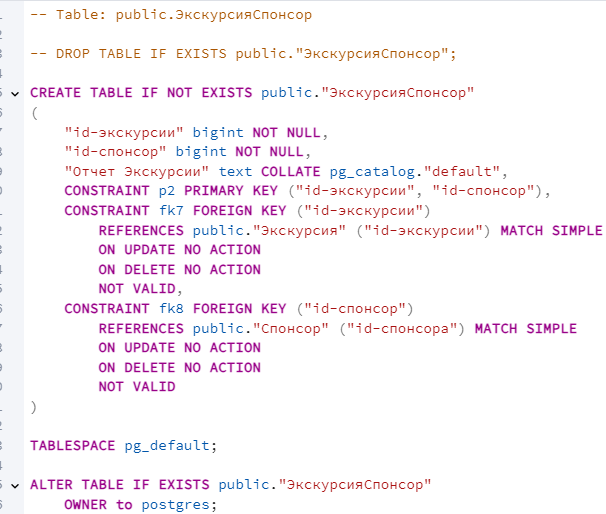 -- Table: public.ЭкскурсияСпонсор
-- DROP TABLE IF EXISTS public."ЭкскурсияСпонсор";
CREATE TABLE IF NOT EXISTS public."ЭкскурсияСпонсор"
(
"id-экскурсии" bigint NOT NULL,
"id-спонсор" bigint NOT NULL,
"Отчет Экскурсии" text COLLATE pg_catalog."default",
CONSTRAINT p2 PRIMARY KEY ("id-экскурсии", "id-спонсор"),
CONSTRAINT fk7 FOREIGN KEY ("id-экскурсии")
REFERENCES public."Экскурсия" ("id-экскурсии") MATCH SIMPLE
ON UPDATE NO ACTION
ON DELETE NO ACTION
NOT VALID,
CONSTRAINT fk8 FOREIGN KEY ("id-спонсор")
REFERENCES public."Спонсор" ("id-спонсора") MATCH SIMPLE
ON UPDATE NO ACTION
ON DELETE NO ACTION
NOT VALID
)
TABLESPACE pg_default;
ALTER TABLE IF EXISTS public."ЭкскурсияСпонсор"
OWNER to postgres;